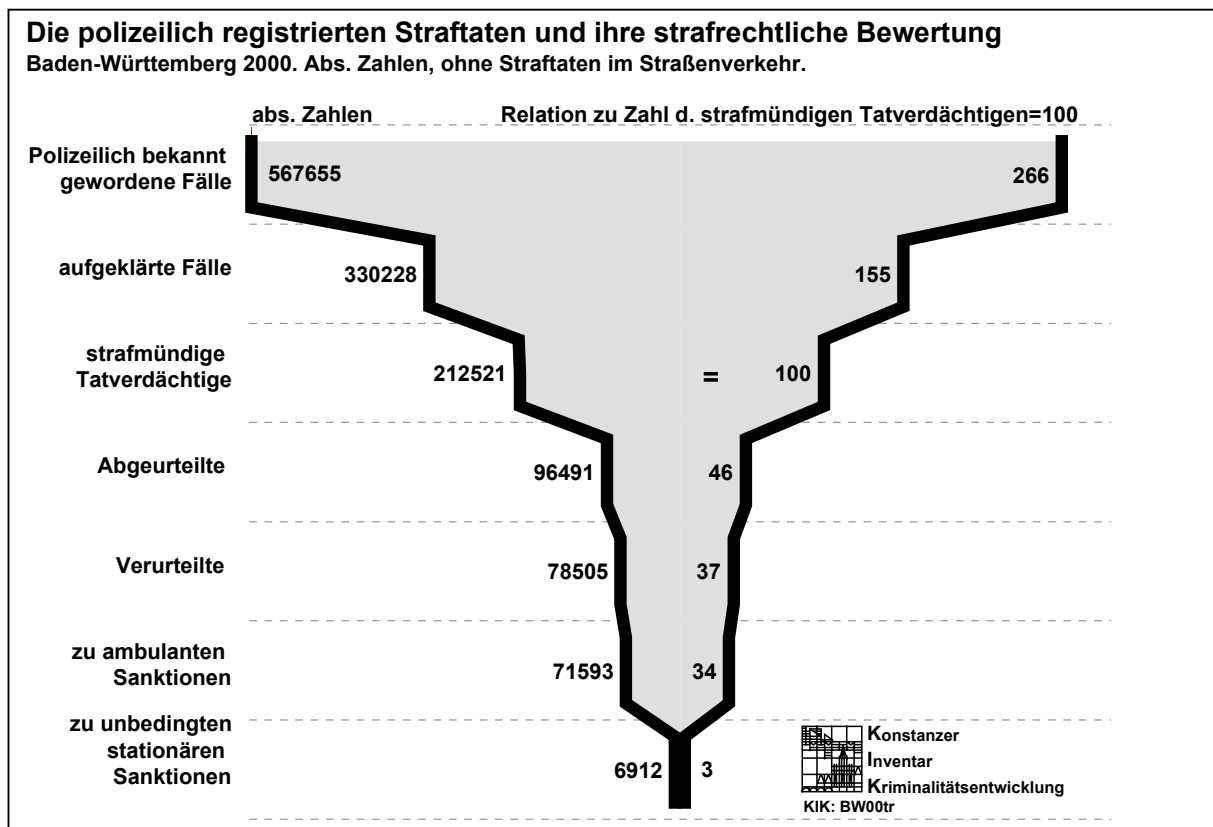 Die polizeilich registrierten Straftaten und ihre strafrechtliche Bewertung
Baden-Württemberg 2000. Abs. Zahlen, ohne Straftaten im Straßenverkehr.
abs. Zahlen
Relation zu Zahl d. strafmündigen Tatverdächtigen=100
Polizeilich bekannt
gewordene Fälle
567655
266
aufgeklärte Fälle
330228
155
strafmündige
Tatverdächtige
212521
=
100
Abgeurteilte
96491
46
Verurteilte
78505
37
zu ambulanten
Sanktionen
71593
34
zu unbedingten
stationären
Sanktionen
6912
3
Konstanzer
Inventar
Kriminalitätsentwicklung
KIK: BW00tr